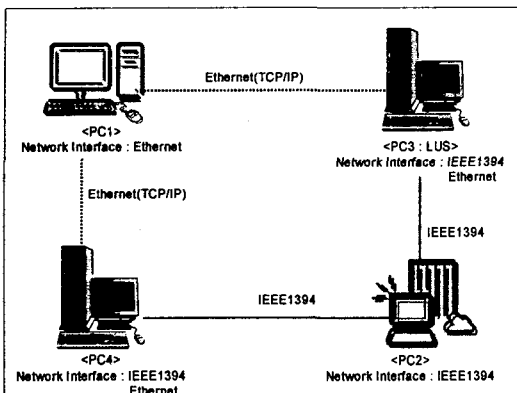 Ethernet(TCP/IP)
<PC1>
Network Interface : Ethernet
<PC3 : LUS>
Network Interface : IEEE1394
Ethernet
Ethernet(TCP/IP)
IEEE1394
IEEE1394
<PC4>
Network Interface : IEEE1394
Ethernet
<PC2>
Network Interface : IEEE1394